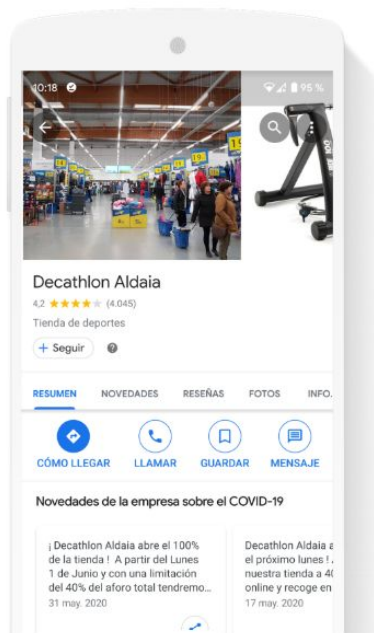 10:18
95 %
Decathlon Aldaia
4,2 (4.045)
Tienda de deportes
+ Seguir
RESUMEN NOVEDADES RESEÑAS FOTOS INFO.
CÓMO LLEGAR LLAMAR GUARDAR MENSAJE
Novedades de la empresa sobre el COVID-19
¡ Decathlon Aldaia abre el 100%
de la tienda ! A partir del Lunes
1 de Junio y con una limitación
del 40% del aforo total tendremo...
31 may. 2020
Decathlon Aldaia a
el próximo lunes !
nuestra tienda a 40
online y recoge en
17 may. 2020